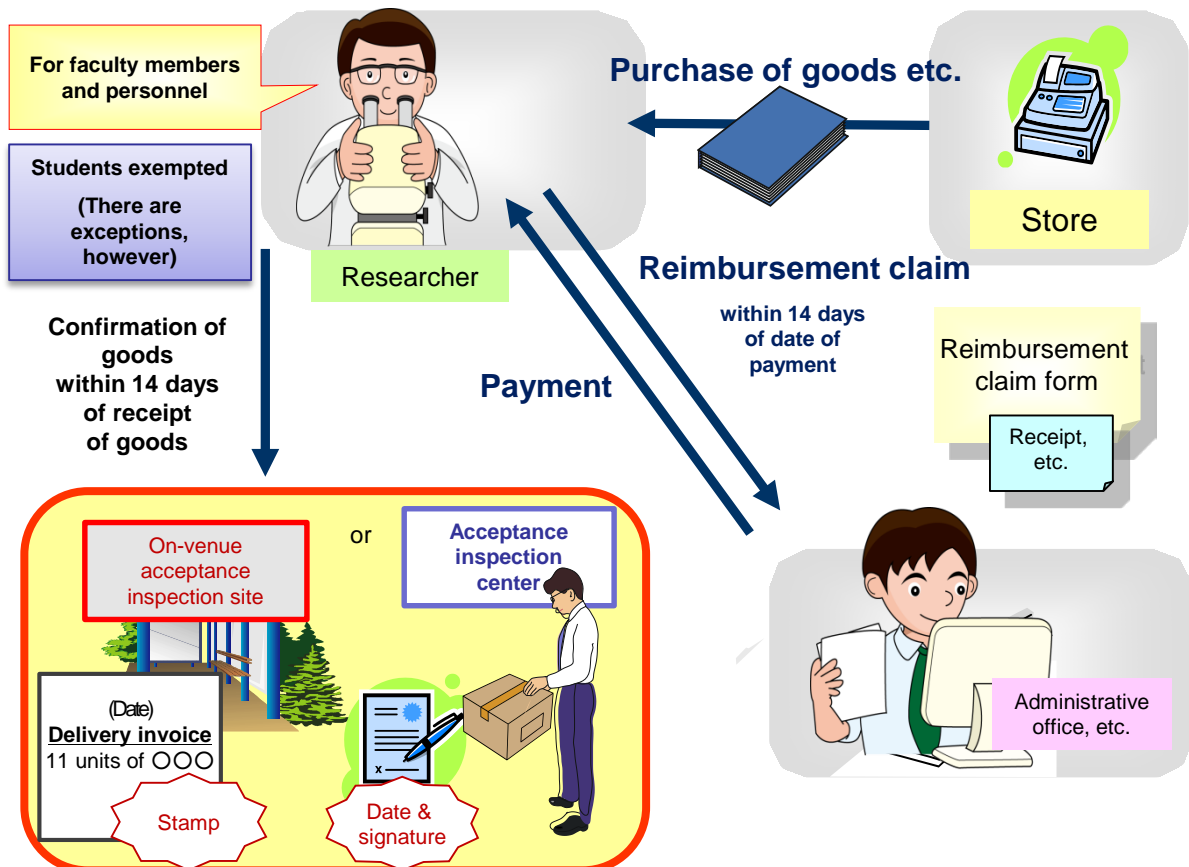 For faculty members
and personnel
Students exempted
(There are
exceptions,
however)
Researcher
Purchase of goods etc.
Store
Reimbursement claim
within 14 days
of date of
payment
Payment
Reimbursement
claim form
Receipt,
etc.
Administrative
office, etc.
Confirmation of
goods
within 14 days
of receipt
of goods
On-venue
acceptance
inspection site
or
Acceptance
inspection
center
(Date)
Delivery invoice
11 units of ○○○
Stamp
x
Date &
signature